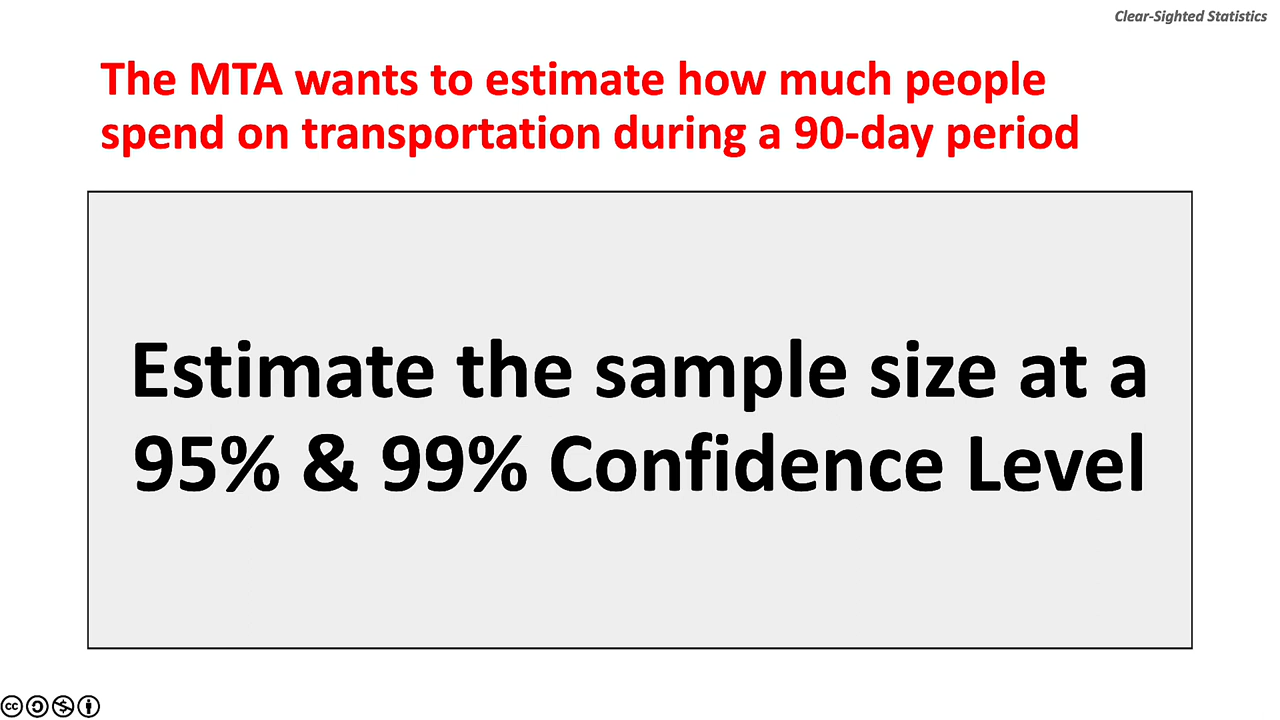 Clear-Sighted Statistics
The MTA wants to estimate how much people
spend on transportation during a 90-day period
Estimate the sample size at a
95% & 99% Confidence Level